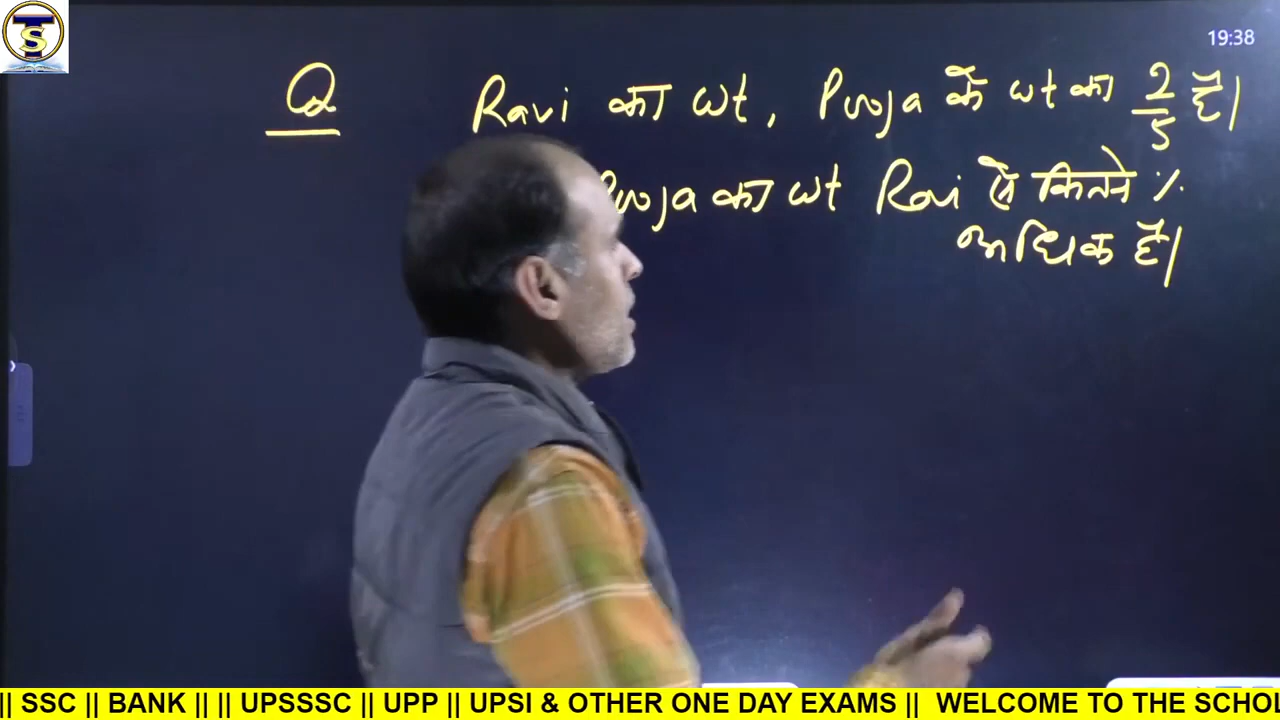 TS
19:38
Q Ravi का wt, Pooja के wt का 2/5 है।
Pooja का wt Ravi से कितने %
अधिक है।
|| SSC || BANK || || UPSSSC || UPP || UPSI & OTHER ONE DAY EXAMS || WELCOME TO THE SCHO